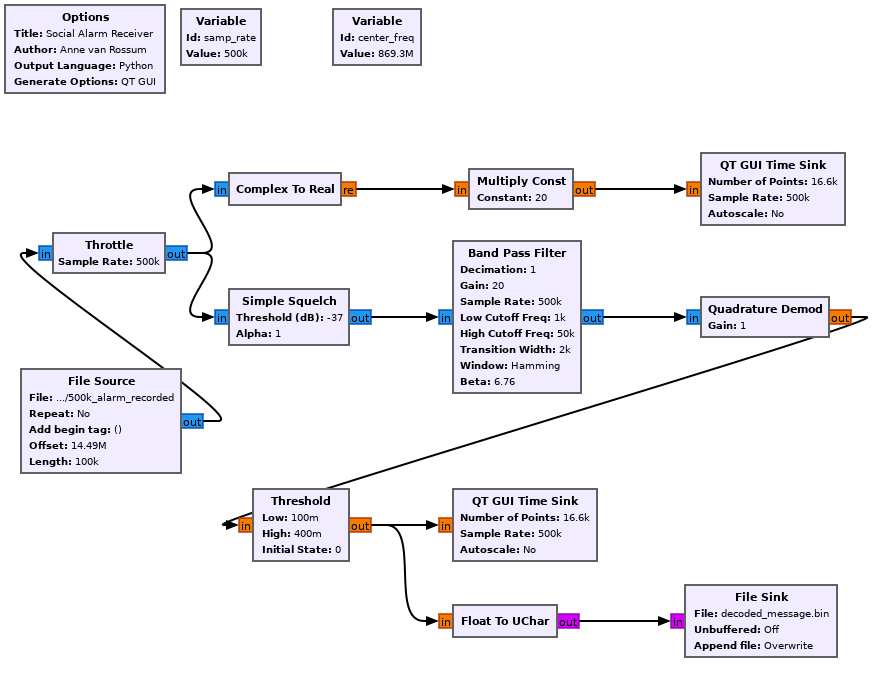 Options
Title: Social Alarm Receiver
Author: Anne van Rossum
Output Language: Python
Generate Options: QT GUI
Variable
Id: samp_rate
Value: 500k
Variable
Id: center_freq
Value: 869.3M
in
Complex To Real
re
in
Multiply Const
Constant: 20
out
in
QT GUI Time Sink
Number of Points: 16.6k
Sample Rate: 500k
Autoscale: No
in
Throttle
Sample Rate: 500k
out
in
Simple Squelch
Threshold (dB): -37
Alpha: 1
out
in
Band Pass Filter
Decimation: 1
Gain: 20
Sample Rate: 500k
Low Cutoff Freq: 1k
High Cutoff Freq: 50k
Transition Width: 2k
Window: Hamming
Beta: 6.76
out
in
Quadrature Demod
Gain: 1
out
File Source
File: .../500k_alarm_recorded
Repeat: No
Add begin tag: ()
Offset: 14.49M
Length: 100k
out
in
Threshold
Low: 100m
High: 400m
Initial State: 0
out
in
QT GUI Time Sink
Number of Points: 16.6k
Sample Rate: 500k
Autoscale: No
in
Float To UChar
out
in
File Sink
File: decoded_message.bin
Unbuffered: Off
Append file: Overwrite